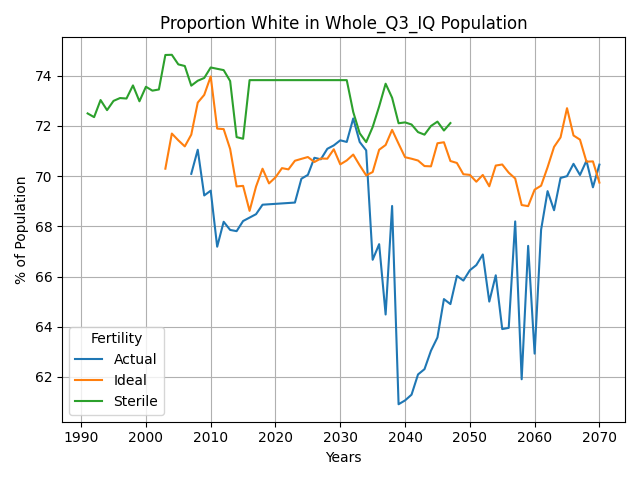 Proportion White in Whole_Q3_IQ Population
% of Population
74
72
70
68
66
64
62
Fertility
Actual
Ideal
Sterile
1990 2000 2010 2020 2030 2040 2050 2060 2070
Years